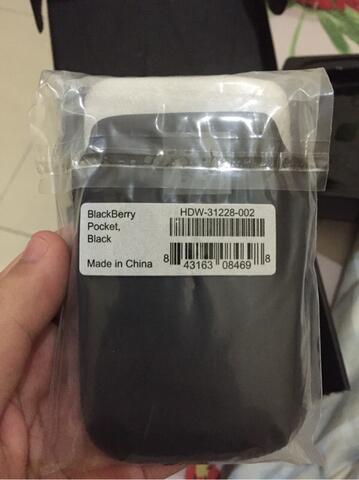 BlackBerry
Pocket,
Black
Made in China
HDW-31228-002
8 43163 08469 8